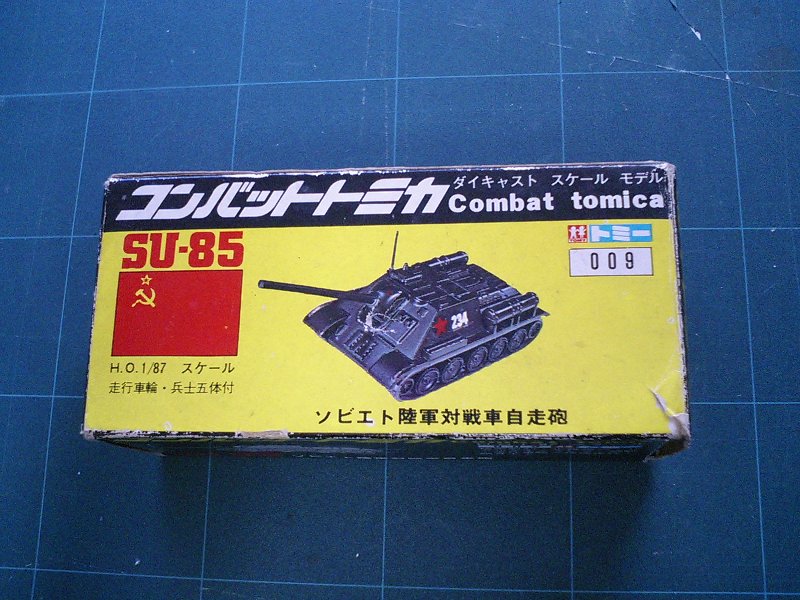 コンバットトミカ
ダイキャスト スケール モデル
Combat tomica
SU-85
トミー
009
234
H.O.1/87 スケール
走行車輪・兵士五体付
ソビエト陸軍対戦車自走砲